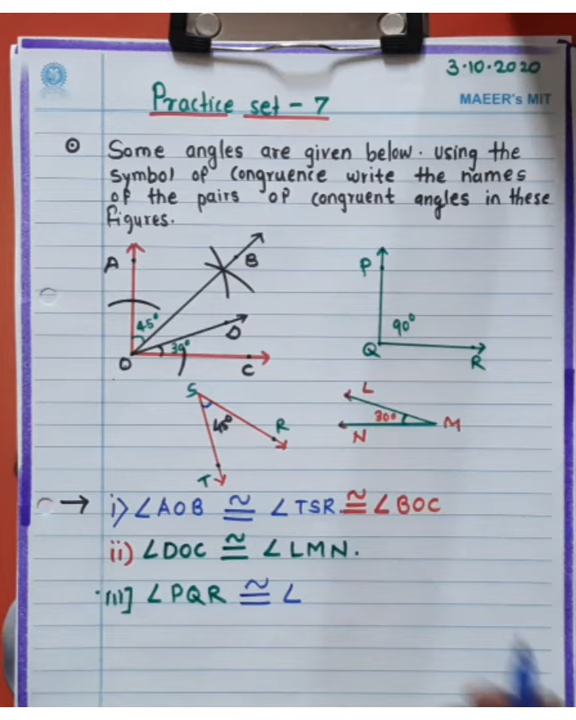 3·10·2020
MAEER's MIT
Practice set - 7
Some angles are given below. using the
symbol of congruence write the names
of the pairs of congruent angles in these
figures.
A
B
45°
D
30°
O
C
P
90°
Q
R
S
45°
R
T
L
30°
M
N
→ i) ∠AOB ≅ ∠TSR ≅ ∠BOC
ii) ∠DOC ≅ ∠LMN.
iii] ∠PQR ≅ ∠